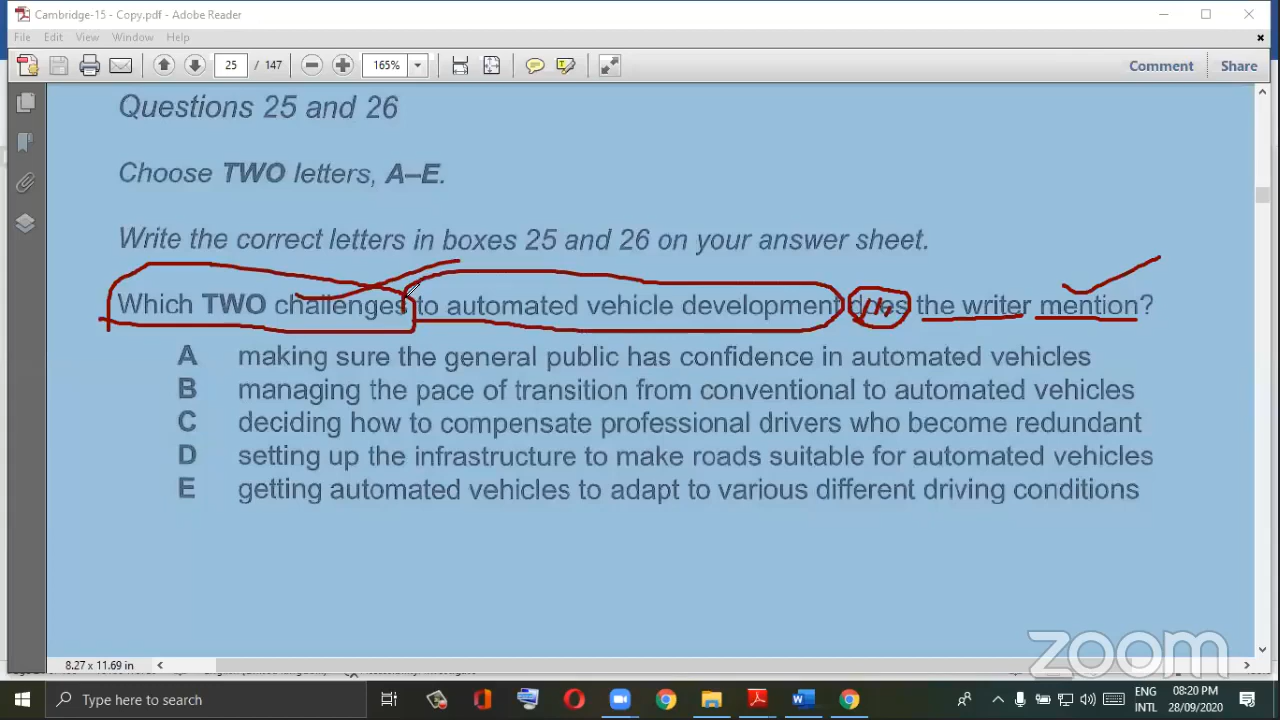 Cambridge-15 - Copy.pdf - Adobe Reader
File Edit View Window Help
25 / 147 165% Comment Share
Questions 25 and 26
Choose TWO letters, A–E.
Write the correct letters in boxes 25 and 26 on your answer sheet.
Which TWO challenges to automated vehicle development does the writer mention?
A making sure the general public has confidence in automated vehicles
B managing the pace of transition from conventional to automated vehicles
C deciding how to compensate professional drivers who become redundant
D setting up the infrastructure to make roads suitable for automated vehicles
E getting automated vehicles to adapt to various different driving conditions
zoom
8.27 x 11.69 in
Type here to search
ENG 08:20 PM
INTL 28/09/2020